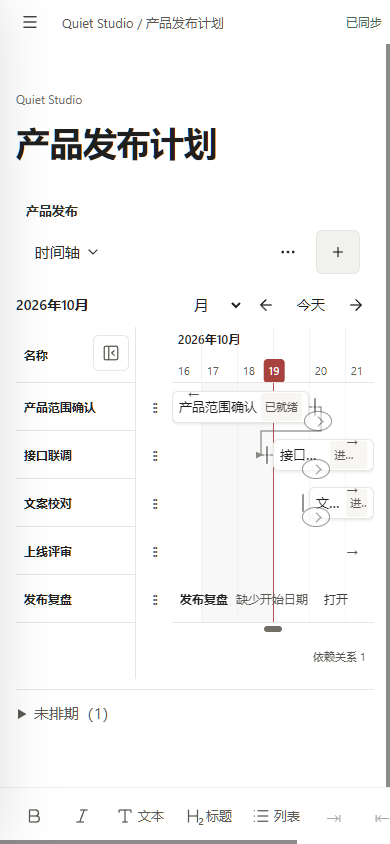 Quiet Studio / 产品发布计划
已同步
Quiet Studio
产品发布计划
产品发布
时间轴
2026年10月
月
今天
名称
2026年10月
16 17 18 19 20 21
产品范围确认
产品范围确认 已就绪
接口联调
接口... 进...
文案校对
文... 进...
上线评审
发布复盘
发布复盘 缺少开始日期 打开
依赖关系 1
未排期（1）
B I T 文本 H2 标题 列表